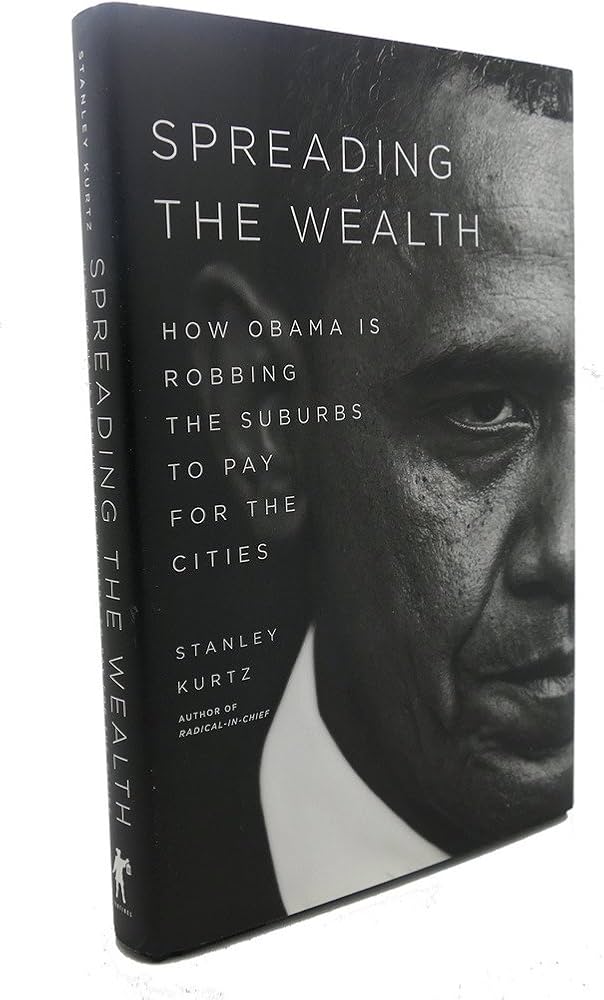 SPREADING
THE WEALTH
HOW OBAMA IS
ROBBING
THE SUBURBS
TO PAY
FOR THE
CITIES
STANLEY
KURTZ
AUTHOR OF
RADICAL-IN-CHIEF
STANLEY KURTZ
SPREADING THE WEALTH